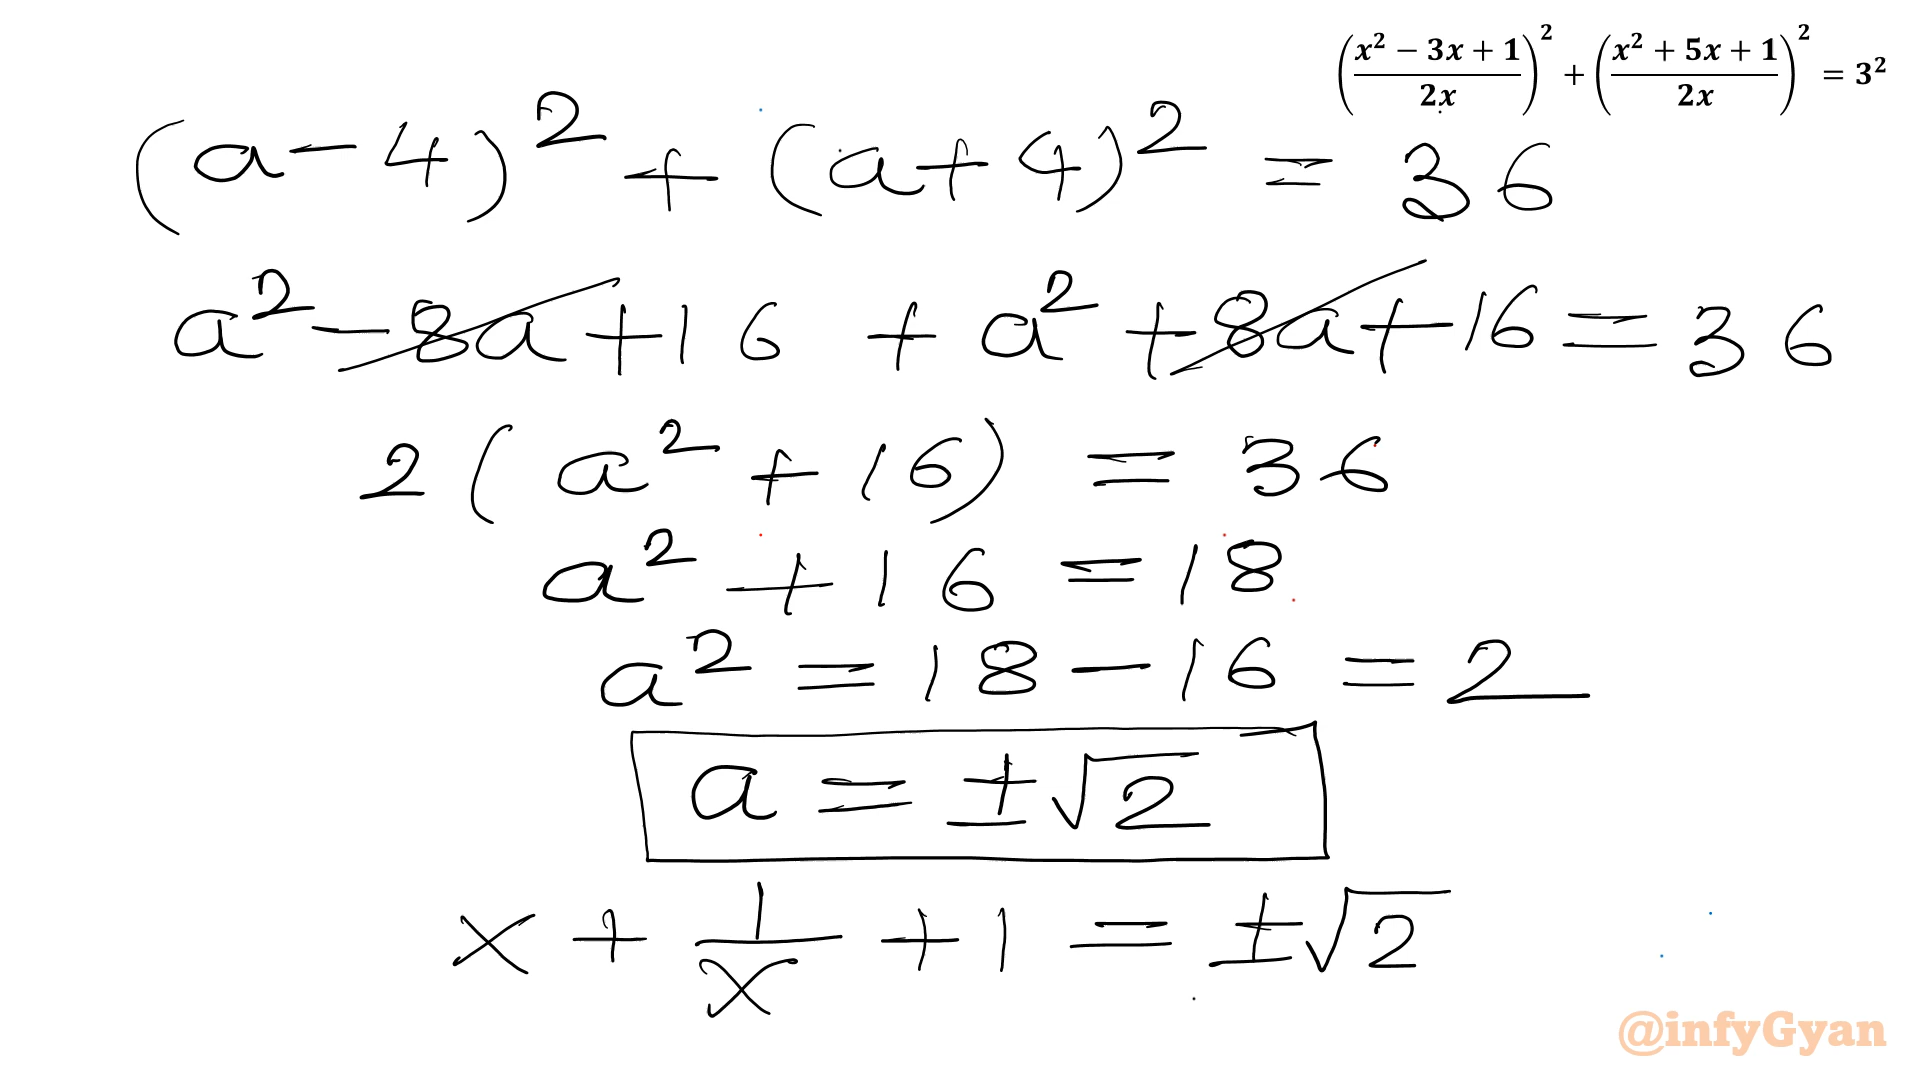 (x² − 3x + 1 / 2x)² + (x² + 5x + 1 / 2x)² = 3²
(a − 4)² + (a + 4)² = 36
a² − 8a + 16 + a² + 8a + 16 = 36
2(a² + 16) = 36
a² + 16 = 18
a² = 18 − 16 = 2
a = ±√2
x + 1/x + 1 = ±√2
@infyGyan